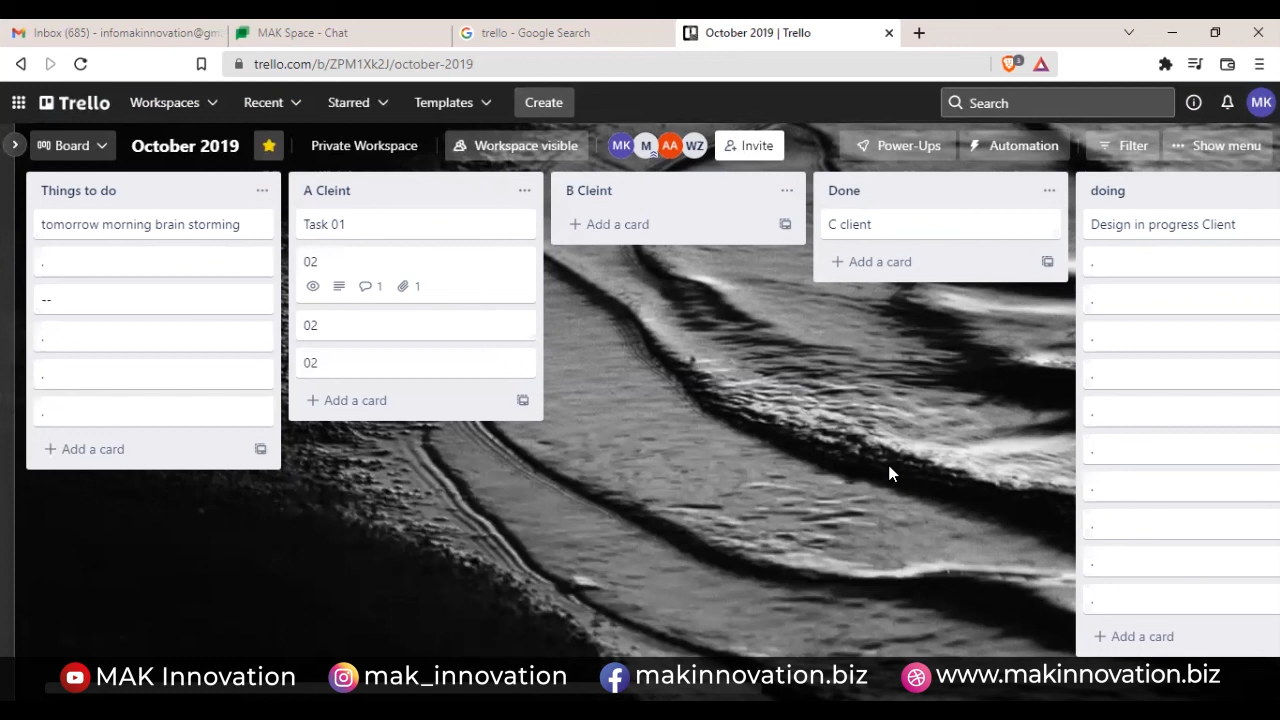 Inbox (685) - infomakinnovation@gm
MAK Space - Chat
trello - Google Search
October 2019 | Trello
trello.com/b/ZPM1Xk2J/october-2019
3
Trello
Workspaces
Recent
Starred
Templates
Create
Search
MK
Board
October 2019
Private Workspace
Workspace visible
MK
M
AA
WZ
Invite
Power-Ups
Automation
Filter
Show menu
Things to do
tomorrow morning brain storming
.
--
.
.
.
+ Add a card
A Cleint
Task 01
02
1
1
02
02
+ Add a card
B Cleint
+ Add a card
Done
C client
+ Add a card
doing
Design in progress Client
.
.
.
.
.
.
.
.
.
.
+ Add a card
MAK Innovation
mak_innovation
makinnovation.biz
www.makinnovation.biz